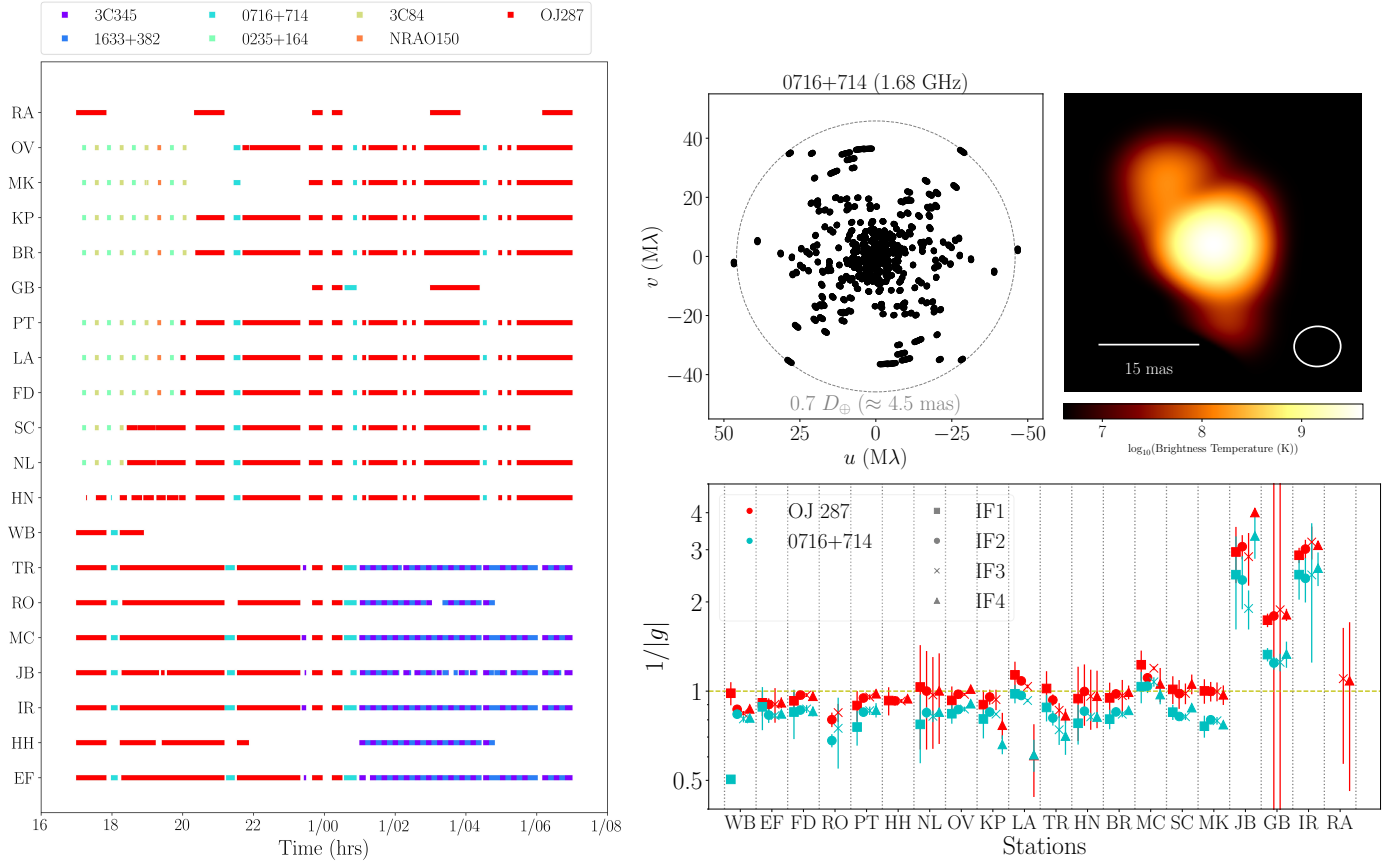 3C345 0716+714 3C84 OJ287
1633+382 0235+164 NRAO150
RA
OV
MK
KP
BR
GB
PT
LA
FD
SC
NL
HN
WB
TR
RO
MC
JB
IR
HH
EF
16 18 20 22 1/00 1/02 1/04 1/06 1/08
Time (hrs)
0716+714 (1.68 GHz)
40
20
0
−20
−40
v (Mλ)
0.7 D⊕ (≈ 4.5 mas)
50 25 0 −25 −50
u (Mλ)
15 mas
7 8 9
log₁₀(Brightness Temperature (K))
OJ 287 IF1
0716+714 IF2
IF3
IF4
4
3
2
1
0.5
1/|g|
WB EF FD RO PT HH NL OV KP LA TR HN BR MC SC MK JB GB IR RA
Stations